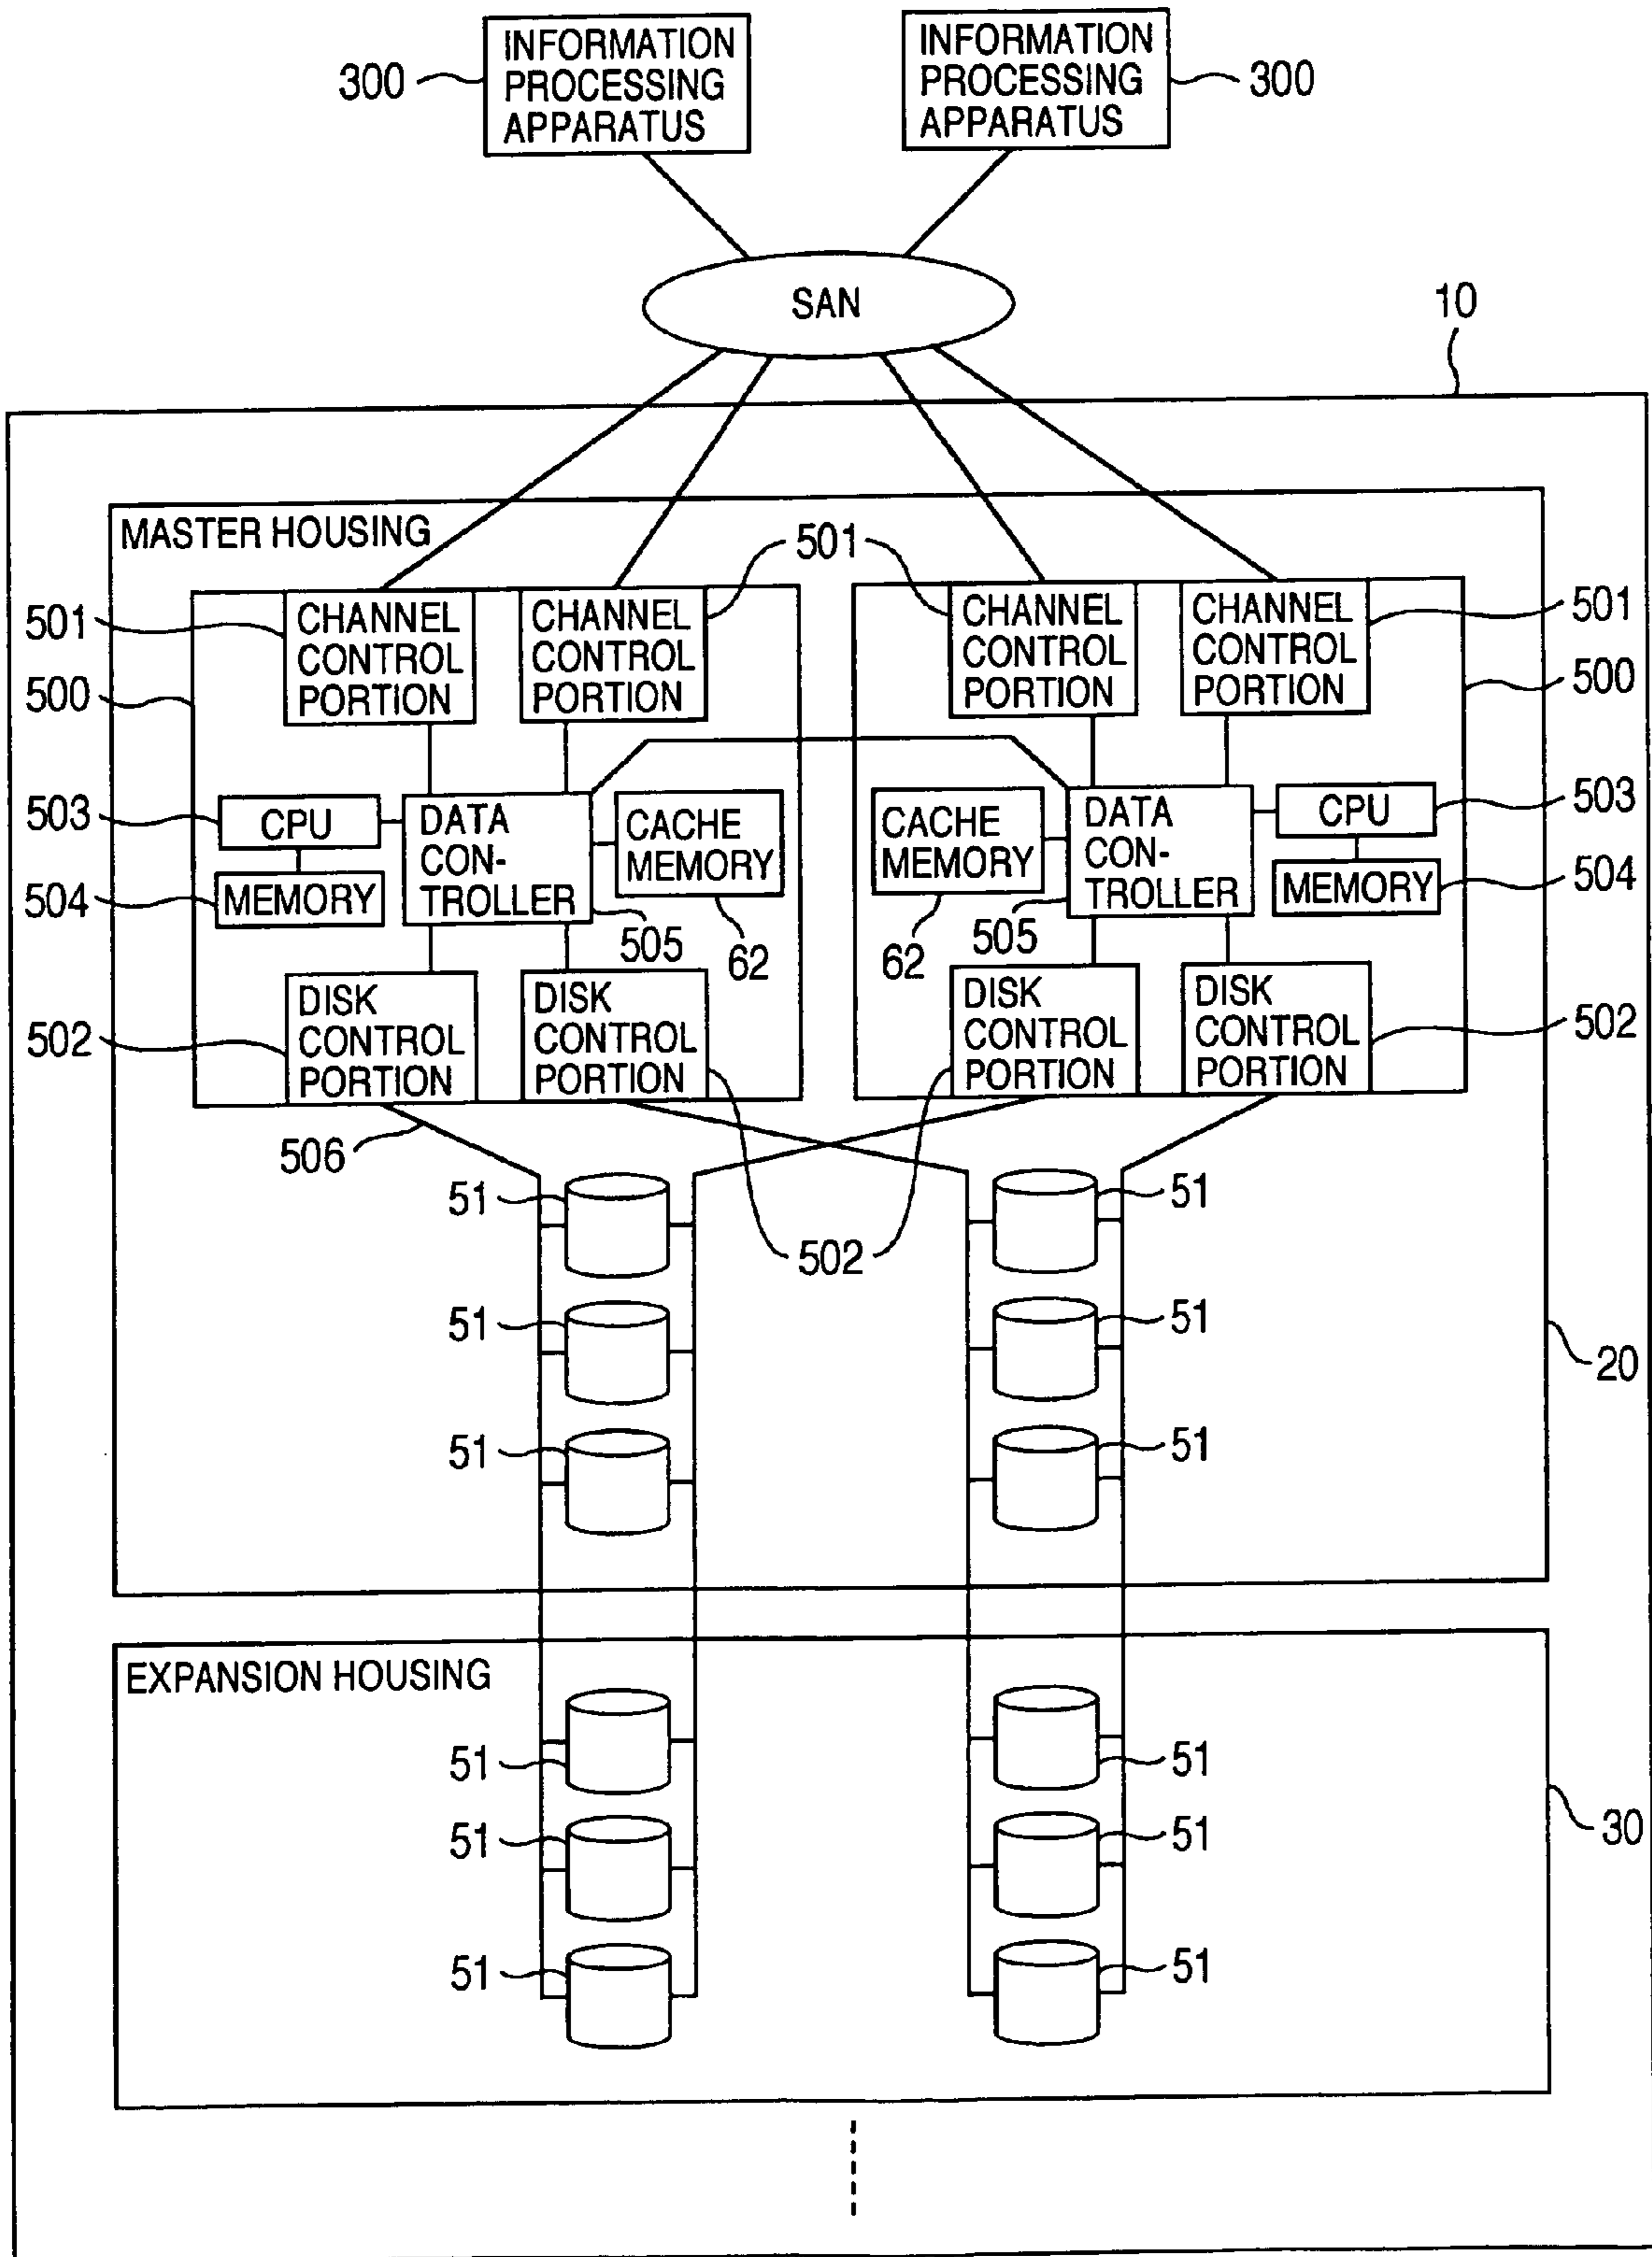 INFORMATION
PROCESSING
APPARATUS
300
INFORMATION
PROCESSING
APPARATUS
300
SAN
10
MASTER HOUSING
501
501
CHANNEL
CONTROL
PORTION
CHANNEL
CONTROL
PORTION
CHANNEL
CONTROL
PORTION
CHANNEL
CONTROL
PORTION
501
500
500
503
CPU
DATA
CON-
TROLLER
CACHE
MEMORY
CACHE
MEMORY
DATA
CON-
TROLLER
CPU
503
504
MEMORY
MEMORY
504
505
62
62
505
502
DISK
CONTROL
PORTION
DISK
CONTROL
PORTION
DISK
CONTROL
PORTION
DISK
CONTROL
PORTION
502
506
51
51
502
51
51
20
51
51
EXPANSION HOUSING
51
51
51
51
30
51
51